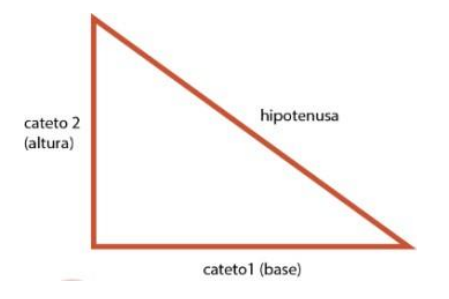 cateto 2
(altura)
hipotenusa
cateto1 (base)